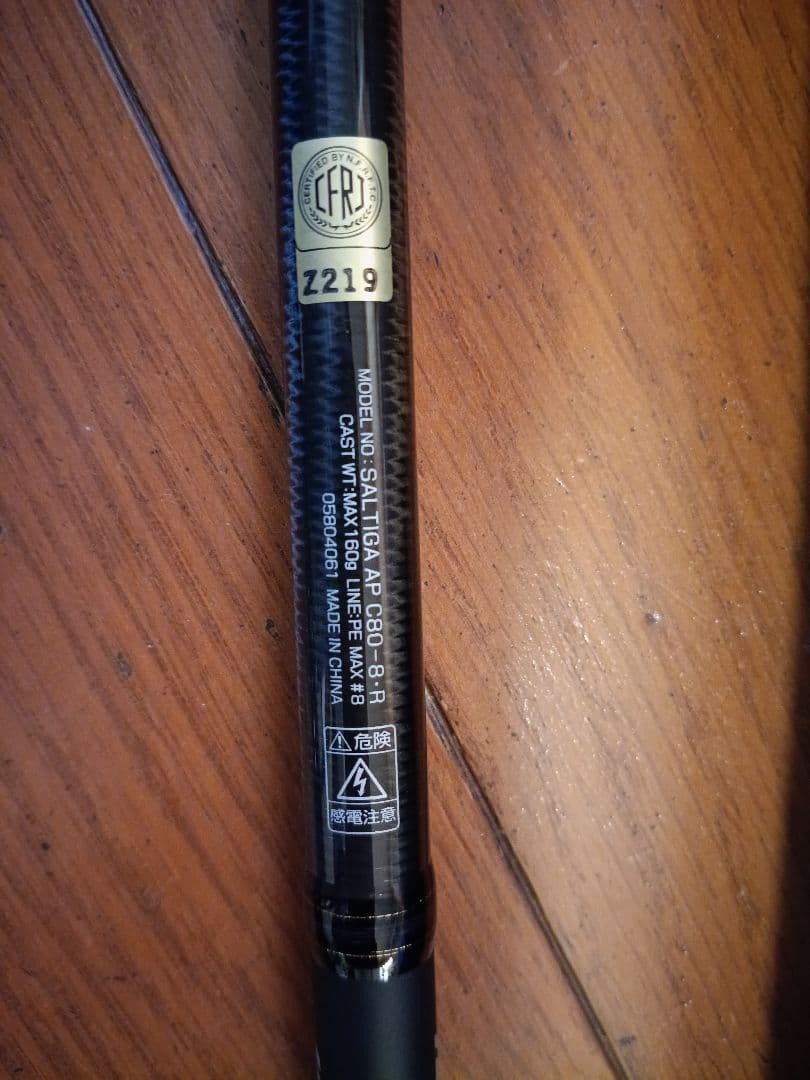 CERTIFIED BY N.F.R.F.T.C
CFRJ
Z219
MODEL NO:SALTIGA AP C80-8・R
CAST WT:MAX160g LINE:PE MAX #8
05804061 MADE IN CHINA
⚠危険
感電注意